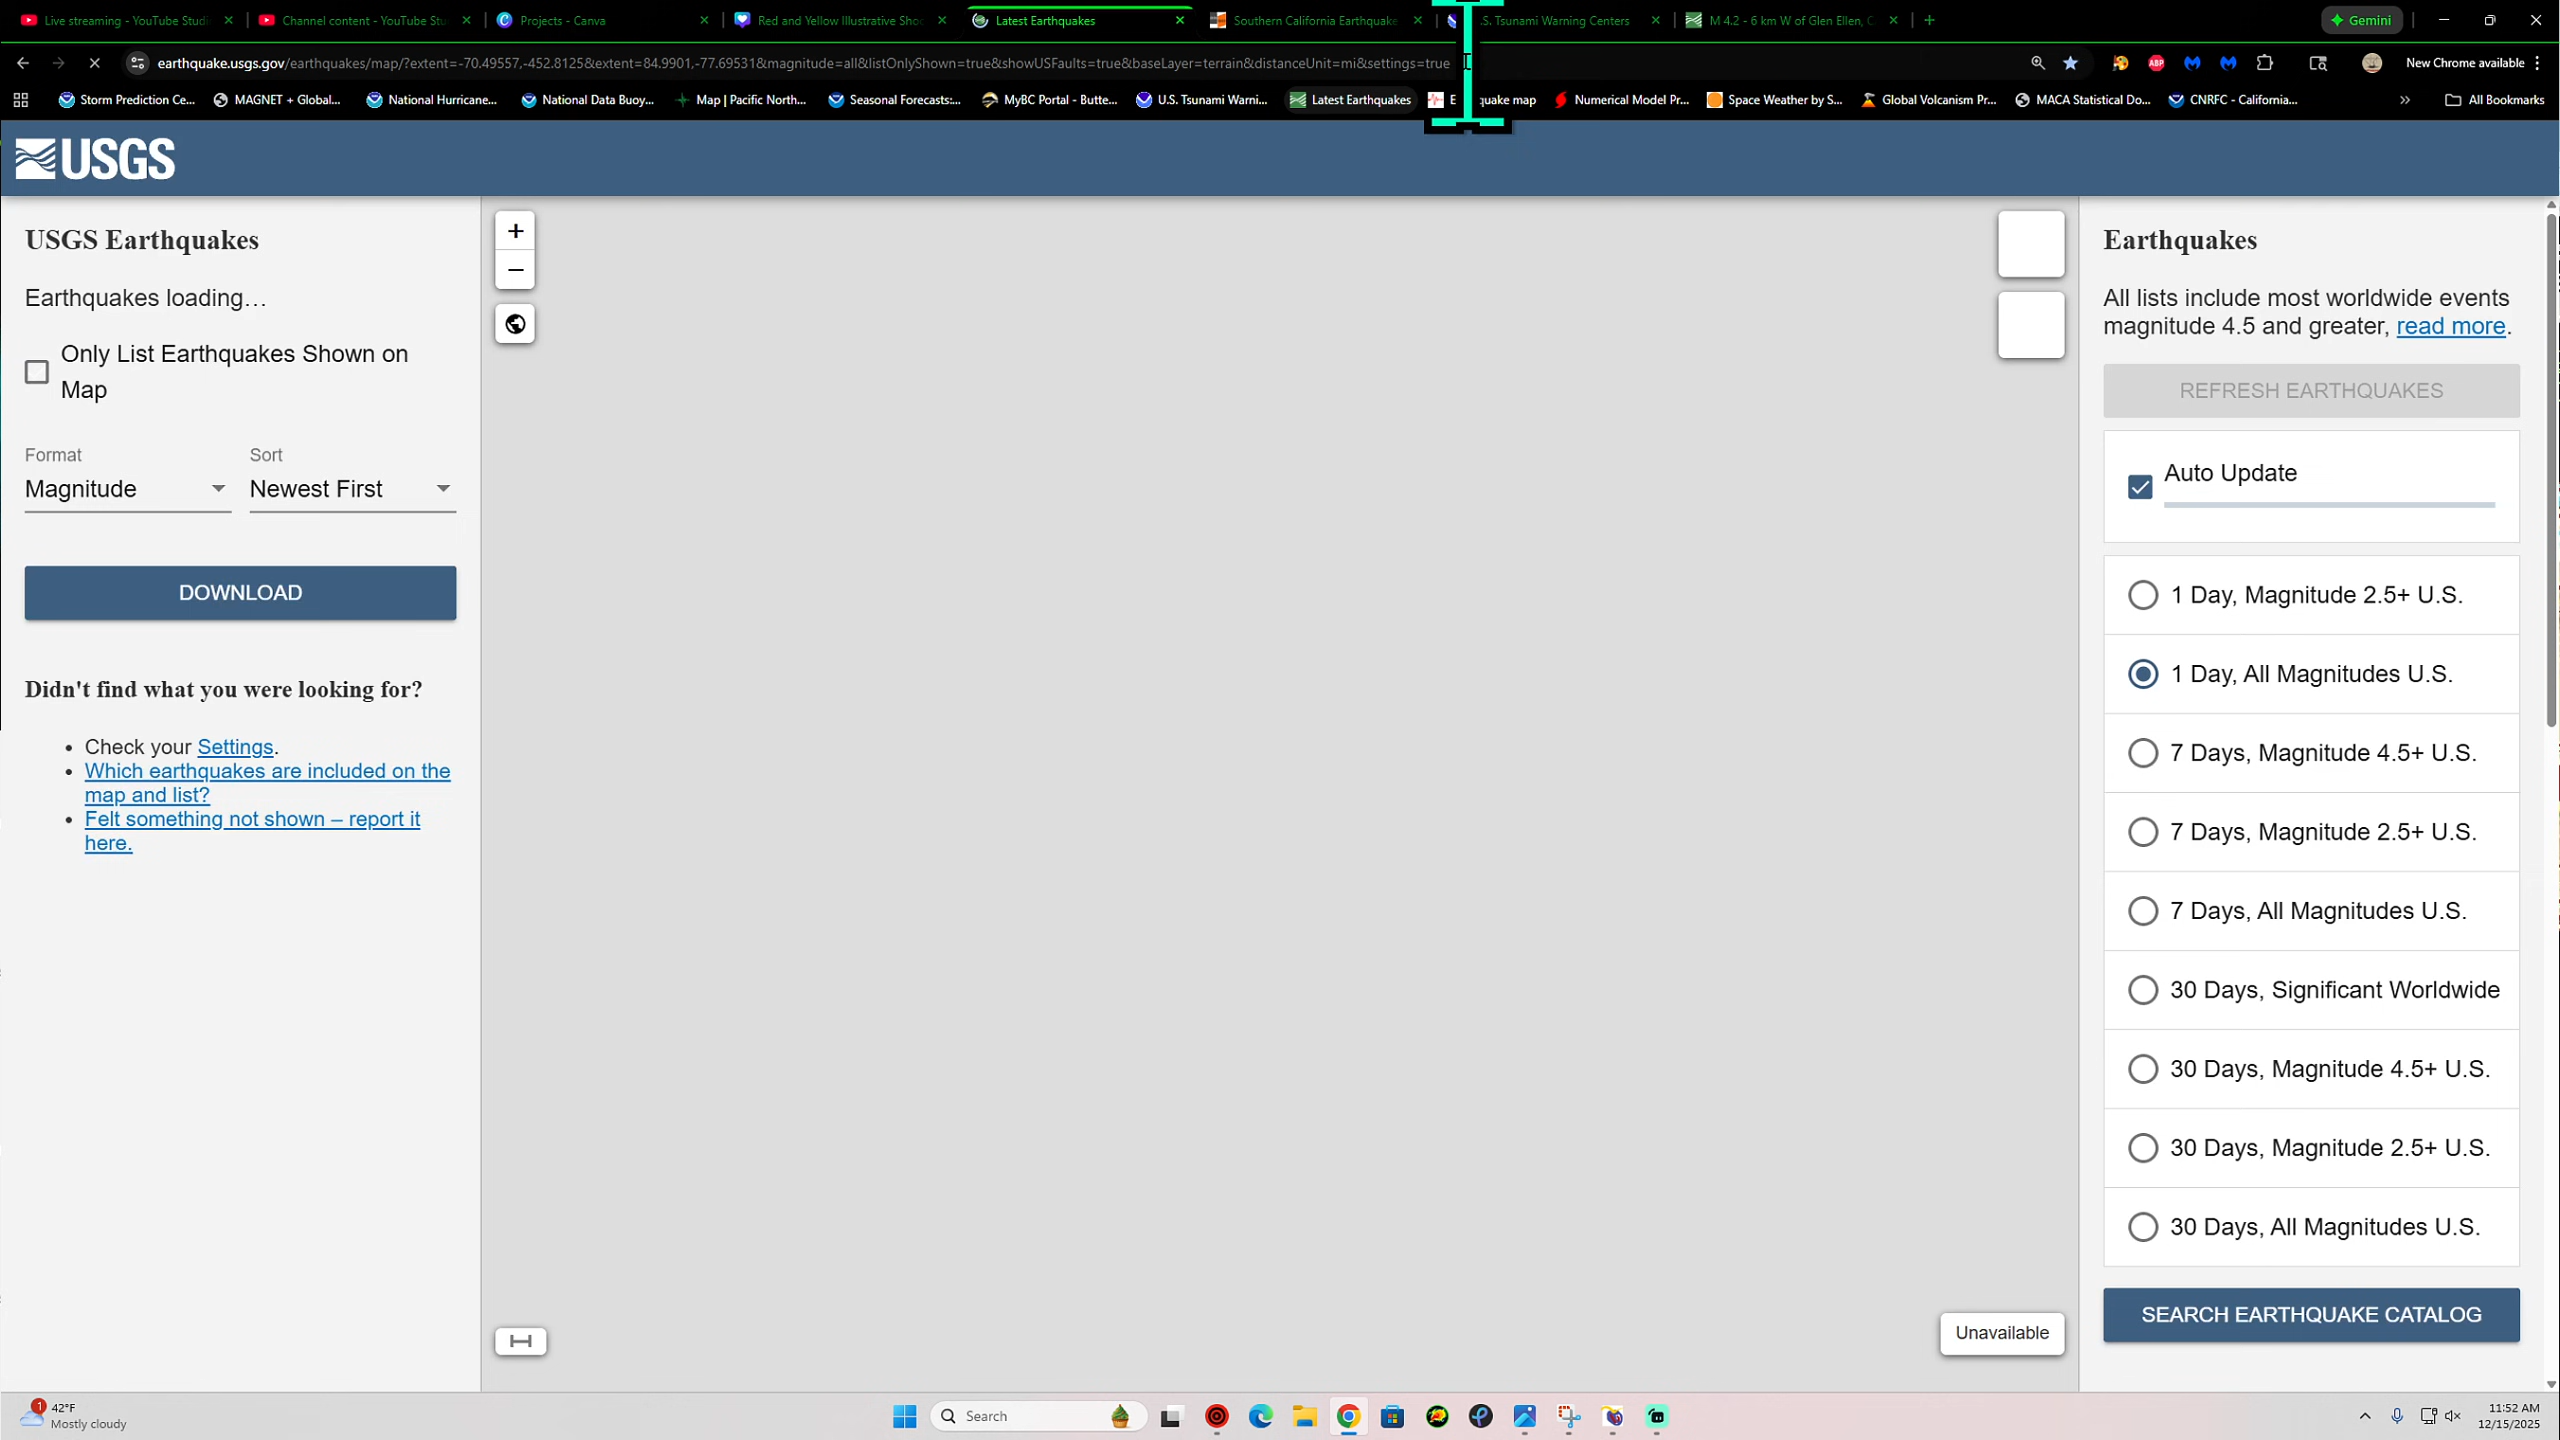 Live streaming - YouTube Studi
Channel content - YouTube Stu
Projects - Canva
Red and Yellow Illustrative Shoc
Latest Earthquakes
Southern California Earthquake
.S. Tsunami Warning Centers
M 4.2 - 6 km W of Glen Ellen, C
Gemini
earthquake.usgs.gov/earthquakes/map/?extent=-70.49557,-452.8125&extent=84.9901,-77.69531&magnitude=all&listOnlyShown=true&showUSFaults=true&baseLayer=terrain&distanceUnit=mi&settings=true
ABP
New Chrome available
Storm Prediction Ce...
MAGNET + Global...
National Hurricane...
National Data Buoy...
Map | Pacific North...
Seasonal Forecasts:...
MyBC Portal - Butte...
U.S. Tsunami Warni...
Latest Earthquakes
E quake map
Numerical Model Pr...
Space Weather by S...
Global Volcanism Pr...
MACA Statistical Do...
CNRFC - California...
All Bookmarks
USGS
USGS Earthquakes
Earthquakes loading…
Only List Earthquakes Shown on
Map
Format
Sort
Magnitude
Newest First
DOWNLOAD
Didn't find what you were looking for?
Check your Settings.
Which earthquakes are included on the
map and list?
Felt something not shown – report it
here.
+
−
Unavailable
Earthquakes
All lists include most worldwide events
magnitude 4.5 and greater, read more.
REFRESH EARTHQUAKES
Auto Update
1 Day, Magnitude 2.5+ U.S.
1 Day, All Magnitudes U.S.
7 Days, Magnitude 4.5+ U.S.
7 Days, Magnitude 2.5+ U.S.
7 Days, All Magnitudes U.S.
30 Days, Significant Worldwide
30 Days, Magnitude 4.5+ U.S.
30 Days, Magnitude 2.5+ U.S.
30 Days, All Magnitudes U.S.
SEARCH EARTHQUAKE CATALOG
1
42°F
Mostly cloudy
Search
11:52 AM
12/15/2025